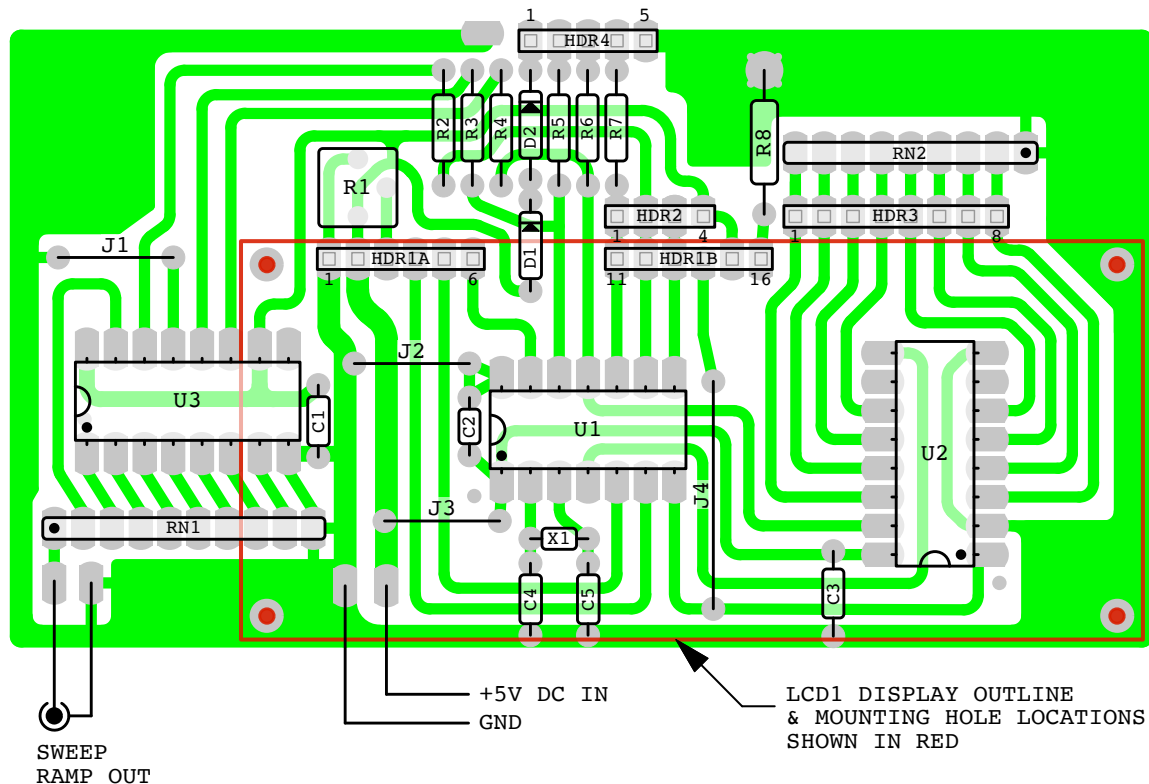 1 5
HDR4
R2
R3
R4
D2
R5
R6
R7
R8
RN2
R1
HDR2
1 4
HDR3
1 8
J1
HDR1A
1 6
D1
HDR1B
11 16
J2
U3
C1
C2
U1
U2
J4
J3
RN1
X1
C4
C5
C3
+5V DC IN
GND
LCD1 DISPLAY OUTLINE
& MOUNTING HOLE LOCATIONS
SHOWN IN RED
SWEEP
RAMP OUT